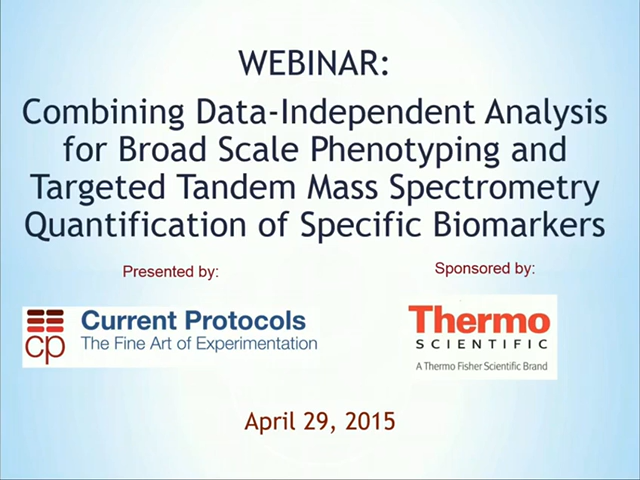 WEBINAR:
Combining Data-Independent Analysis
for Broad Scale Phenotyping and
Targeted Tandem Mass Spectrometry
Quantification of Specific Biomarkers
Presented by:
Sponsored by:
cp
Current Protocols
The Fine Art of Experimentation
Thermo
SCIENTIFIC
A Thermo Fisher Scientific Brand
April 29, 2015